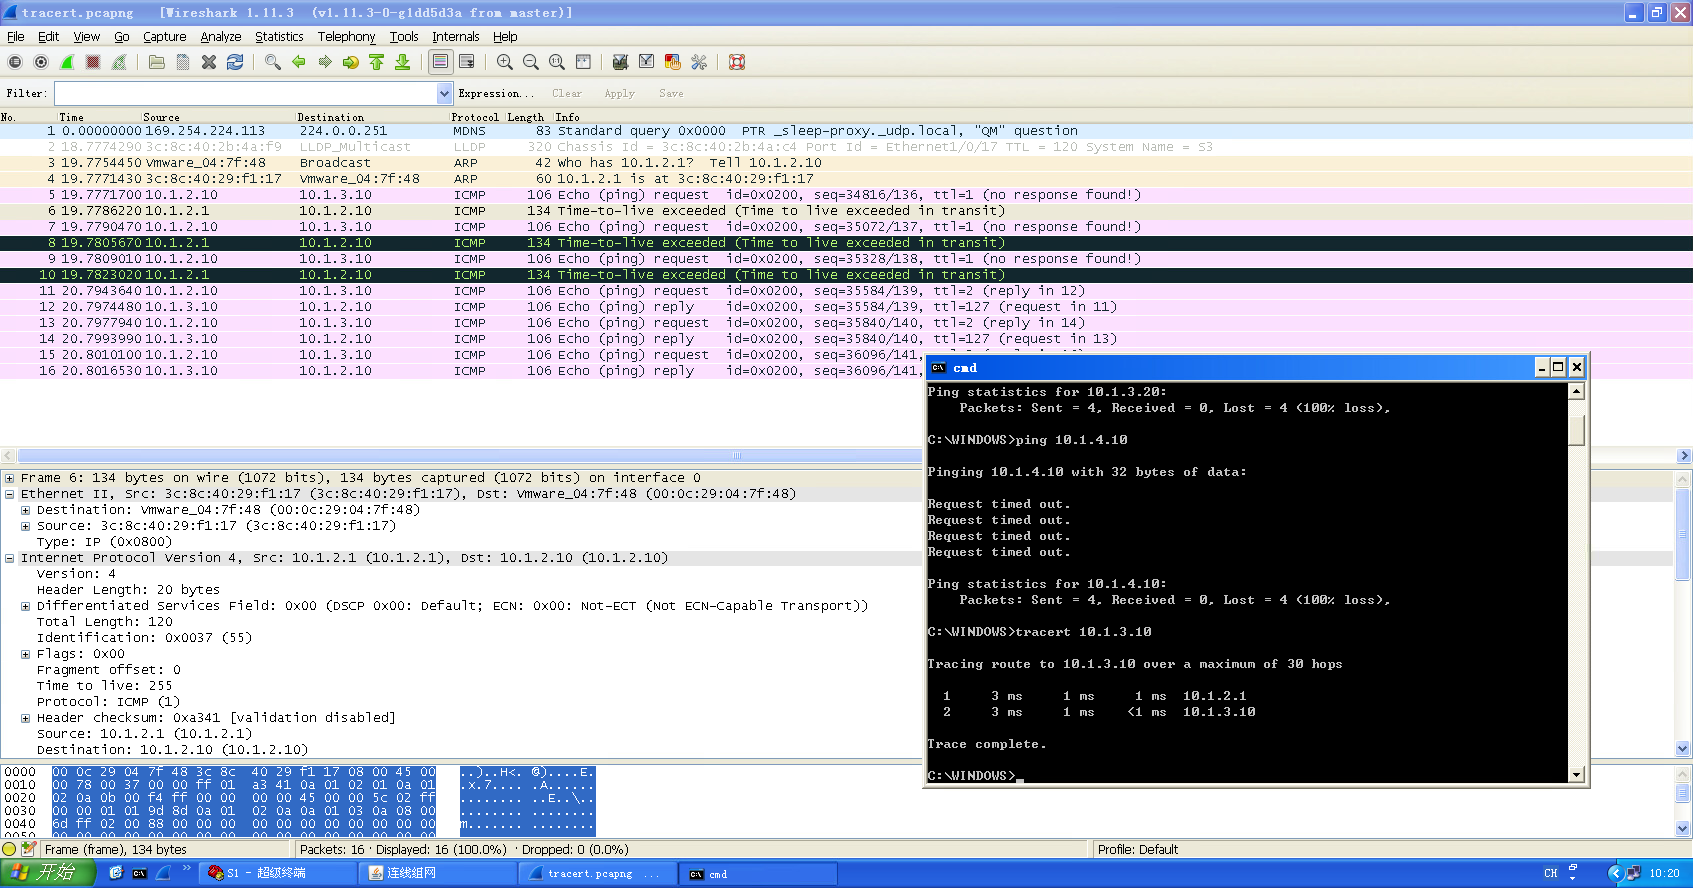 tracert.pcapng   [Wireshark 1.11.3  (v1.11.3-0-g1dd5d3a from master)]
File Edit View Go Capture Analyze Statistics Telephony Tools Internals Help
Filter: Expression... Clear Apply Save
No. Time Source Destination Protocol Length Info
1 0.00000000 169.254.224.113 224.0.0.251 MDNS 83 Standard query 0x0000  PTR _sleep-proxy._udp.local, "QM" question
2 18.7774290 3c:8c:40:2b:4a:f9 LLDP_Multicast LLDP 320 Chassis Id = 3c:8c:40:2b:4a:c4 Port Id = Ethernet1/0/17 TTL = 120 System Name = S3
3 19.7754450 Vmware_04:7f:48 Broadcast ARP 42 Who has 10.1.2.1?  Tell 10.1.2.10
4 19.7771430 3c:8c:40:29:f1:17 Vmware_04:7f:48 ARP 60 10.1.2.1 is at 3c:8c:40:29:f1:17
5 19.7771700 10.1.2.10 10.1.3.10 ICMP 106 Echo (ping) request  id=0x0200, seq=34816/136, ttl=1 (no response found!)
6 19.7786220 10.1.2.1 10.1.2.10 ICMP 134 Time-to-live exceeded (Time to live exceeded in transit)
7 19.7790470 10.1.2.10 10.1.3.10 ICMP 106 Echo (ping) request  id=0x0200, seq=35072/137, ttl=1 (no response found!)
8 19.7805670 10.1.2.1 10.1.2.10 ICMP 134 Time-to-live exceeded (Time to live exceeded in transit)
9 19.7809010 10.1.2.10 10.1.3.10 ICMP 106 Echo (ping) request  id=0x0200, seq=35328/138, ttl=1 (no response found!)
10 19.7823020 10.1.2.1 10.1.2.10 ICMP 134 Time-to-live exceeded (Time to live exceeded in transit)
11 20.7943640 10.1.2.10 10.1.3.10 ICMP 106 Echo (ping) request  id=0x0200, seq=35584/139, ttl=2 (reply in 12)
12 20.7974480 10.1.3.10 10.1.2.10 ICMP 106 Echo (ping) reply    id=0x0200, seq=35584/139, ttl=127 (request in 11)
13 20.7977940 10.1.2.10 10.1.3.10 ICMP 106 Echo (ping) request  id=0x0200, seq=35840/140, ttl=2 (reply in 14)
14 20.7993990 10.1.3.10 10.1.2.10 ICMP 106 Echo (ping) reply    id=0x0200, seq=35840/140, ttl=127 (request in 13)
15 20.8010100 10.1.2.10 10.1.3.10 ICMP 106 Echo (ping) request  id=0x0200, seq=36096/141,
16 20.8016530 10.1.3.10 10.1.2.10 ICMP 106 Echo (ping) reply    id=0x0200, seq=36096/141,
Frame 6: 134 bytes on wire (1072 bits), 134 bytes captured (1072 bits) on interface 0
Ethernet II, Src: 3c:8c:40:29:f1:17 (3c:8c:40:29:f1:17), Dst: Vmware_04:7f:48 (00:0c:29:04:7f:48)
Destination: Vmware_04:7f:48 (00:0c:29:04:7f:48)
Source: 3c:8c:40:29:f1:17 (3c:8c:40:29:f1:17)
Type: IP (0x0800)
Internet Protocol Version 4, Src: 10.1.2.1 (10.1.2.1), Dst: 10.1.2.10 (10.1.2.10)
Version: 4
Header Length: 20 bytes
Differentiated Services Field: 0x00 (DSCP 0x00: Default; ECN: 0x00: Not-ECT (Not ECN-Capable Transport))
Total Length: 120
Identification: 0x0037 (55)
Flags: 0x00
Fragment offset: 0
Time to live: 255
Protocol: ICMP (1)
Header checksum: 0xa341 [validation disabled]
Source: 10.1.2.1 (10.1.2.1)
Destination: 10.1.2.10 (10.1.2.10)
0000 00 0c 29 04 7f 48 3c 8c 40 29 f1 17 08 00 45 00 ..)..H<. @)....E.
0010 00 78 00 37 00 00 ff 01 a3 41 0a 01 02 01 0a 01 .x.7.... .A......
0020 02 0a 0b 00 f4 ff 00 00 00 00 45 00 00 5c 02 ff ........ ..E..\..
0030 00 00 01 01 9d 8d 0a 01 02 0a 0a 01 03 0a 08 00 ........ ........
0040 6d ff 02 00 88 00 00 00 00 00 00 00 00 00 00 00 m....... ........
cmd
Ping statistics for 10.1.3.20:
Packets: Sent = 4, Received = 0, Lost = 4 (100% loss),
C:\WINDOWS>ping 10.1.4.10
Pinging 10.1.4.10 with 32 bytes of data:
Request timed out.
Request timed out.
Request timed out.
Request timed out.
Ping statistics for 10.1.4.10:
Packets: Sent = 4, Received = 0, Lost = 4 (100% loss),
C:\WINDOWS>tracert 10.1.3.10
Tracing route to 10.1.3.10 over a maximum of 30 hops
1     3 ms     1 ms     1 ms  10.1.2.1
2     3 ms     1 ms    <1 ms  10.1.3.10
Trace complete.
C:\WINDOWS>_
Frame (frame), 134 bytes Packets: 16 · Displayed: 16 (100.0%)  · Dropped: 0 (0.0%) Profile: Default
开始 S1 - 超级终端 连线组网 tracert.pcapng ... cmd CH 10:20